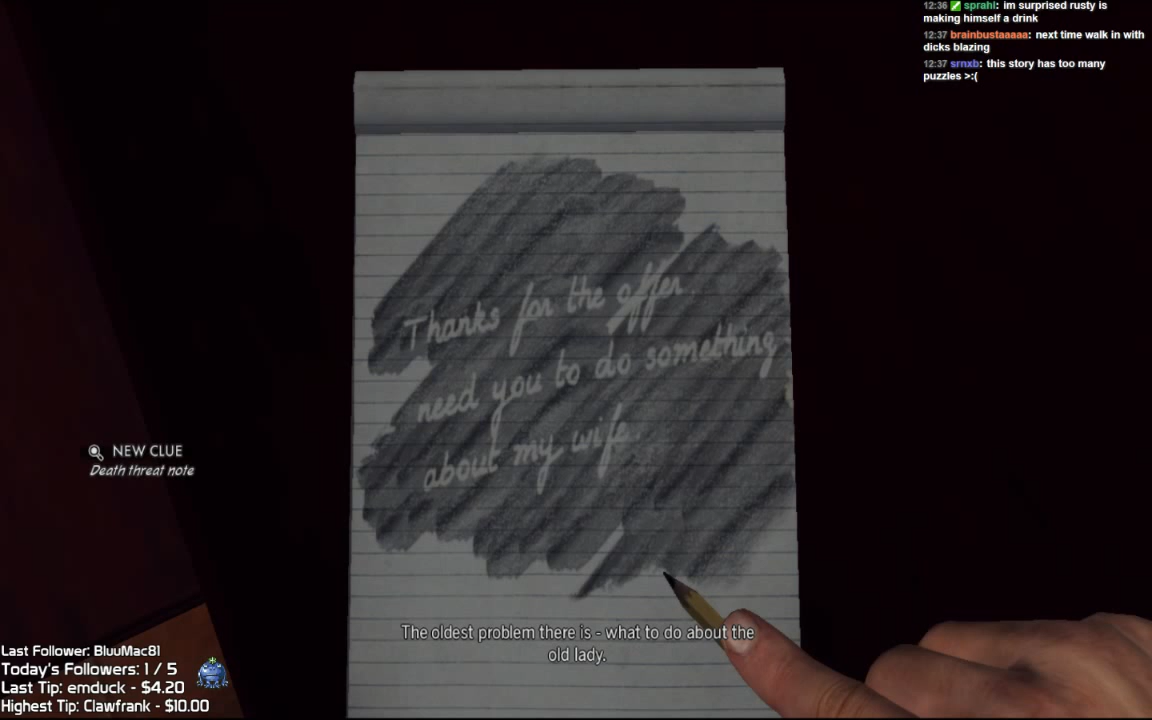 12:36 sprahl: im surprised rusty is
making himself a drink
12:37 brainbustaaaaa: next time walk in with
dicks blazing
12:37 srnxb: this story has too many
puzzles >:(
Thanks for the offer.
need you to do something
about my wife.
NEW CLUE
Death threat note
The oldest problem there is - what to do about the
old lady.
Last Follower: BluuMac81
Today's Followers: 1 / 5
Last Tip: emduck - $4.20
Highest Tip: Clawfrank - $10.00